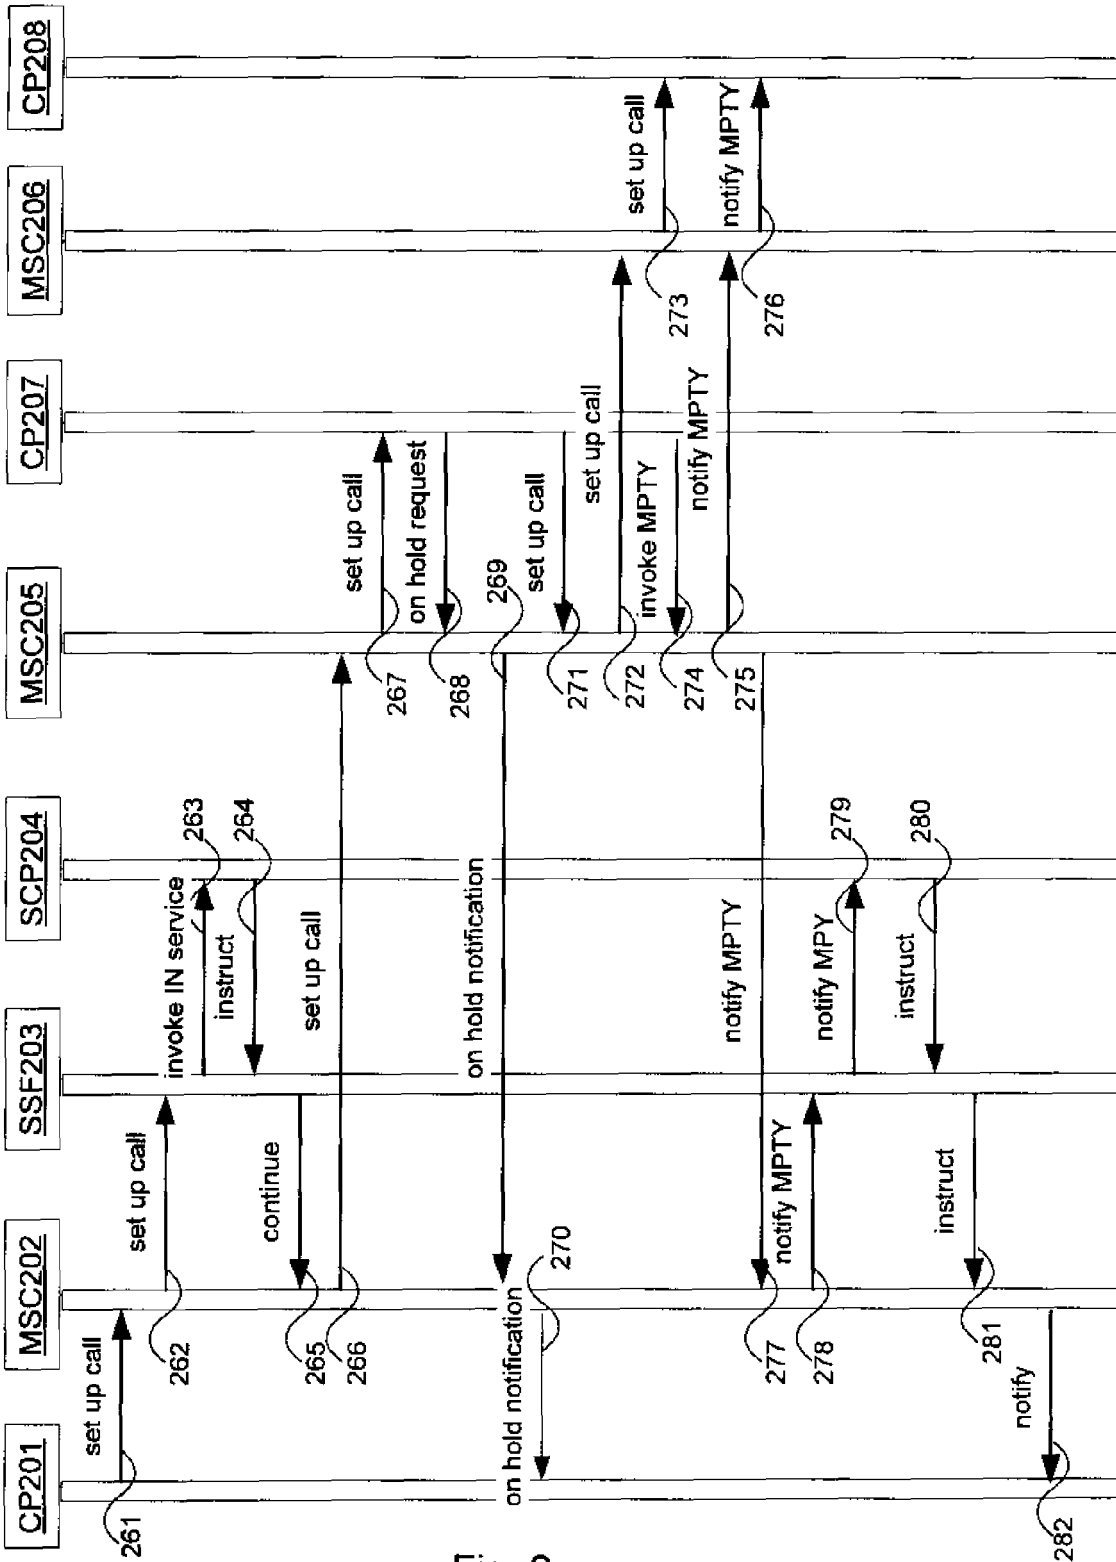 CP201
MSC202
SSF203
SCP204
MSC205
CP207
MSC206
CP208
set up call
261
set up call
262
invoke IN service
263
instruct
264
continue
265
set up call
266
set up call
267
on hold request
268
on hold notification
269
on hold notification
270
set up call
271
set up call
272
set up call
273
invoke MPTY
274
notify MPTY
275
notify MPTY
276
notify MPTY
277
notify MPTY
278
notify MPY
279
instruct
280
instruct
281
notify
282